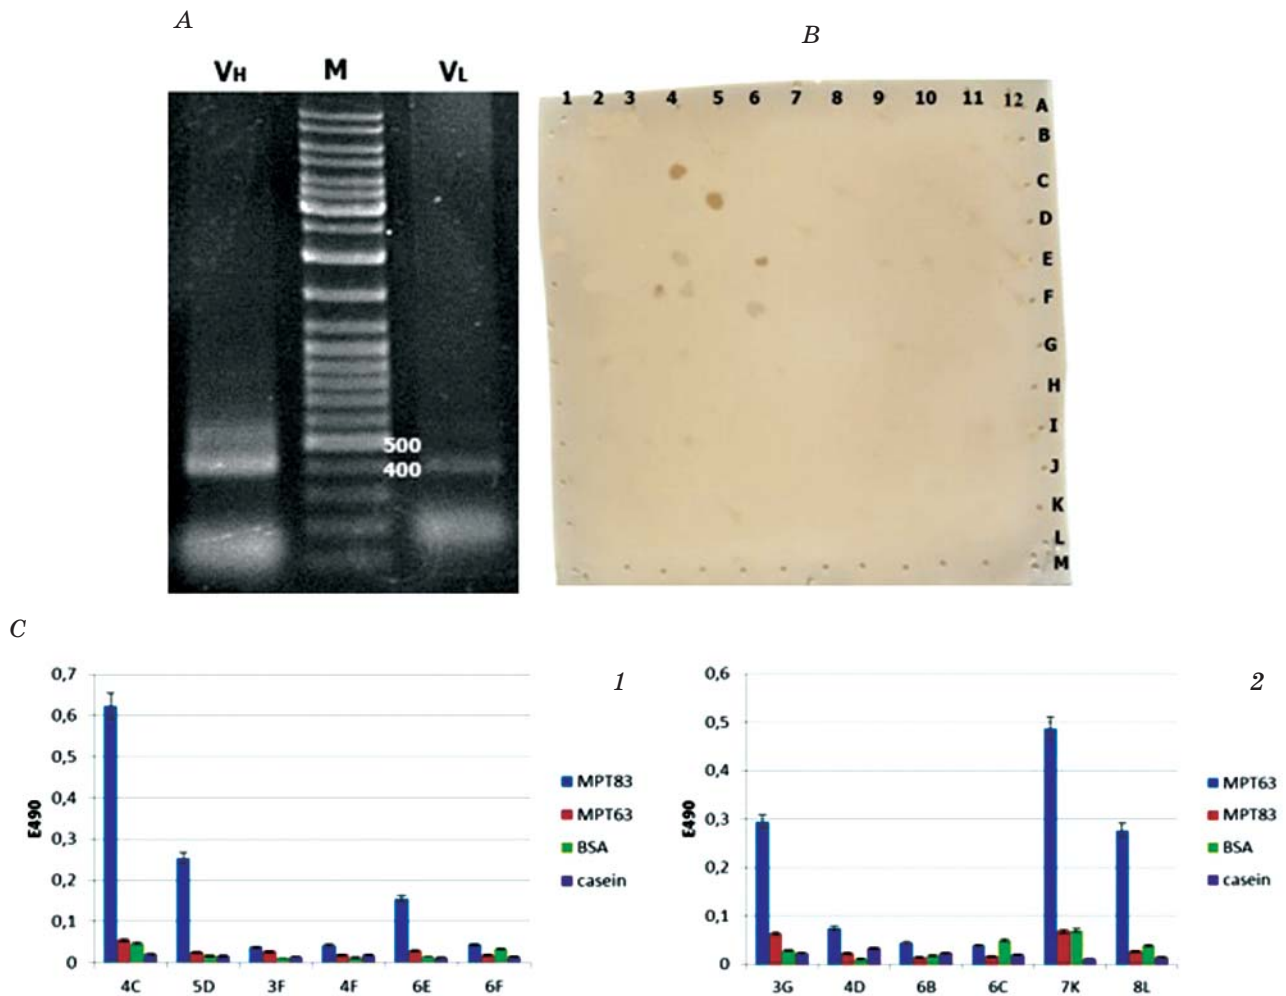 A
B
VH M VL
1 2 3 4 5 6 7 8 9 10 11 12 A
B
C
D
E
F
G
H
I
J
K
L
M
500
400
C
1
0,7
0,6
0,5
0,4
0,3
0,2
0,1
0
E490
4C 5D 3F 4F 6E 6F
MPT83
MPT63
BSA
casein
2
0,6
0,5
0,4
0,3
0,2
0,1
0
E490
3G 4D 6B 6C 7K 8L
MPT63
MPT83
BSA
casein